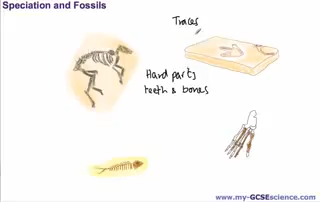 Speciation and Fossils
Traces
Hard parts
teeth & bones
www.my-GCSEscience.com